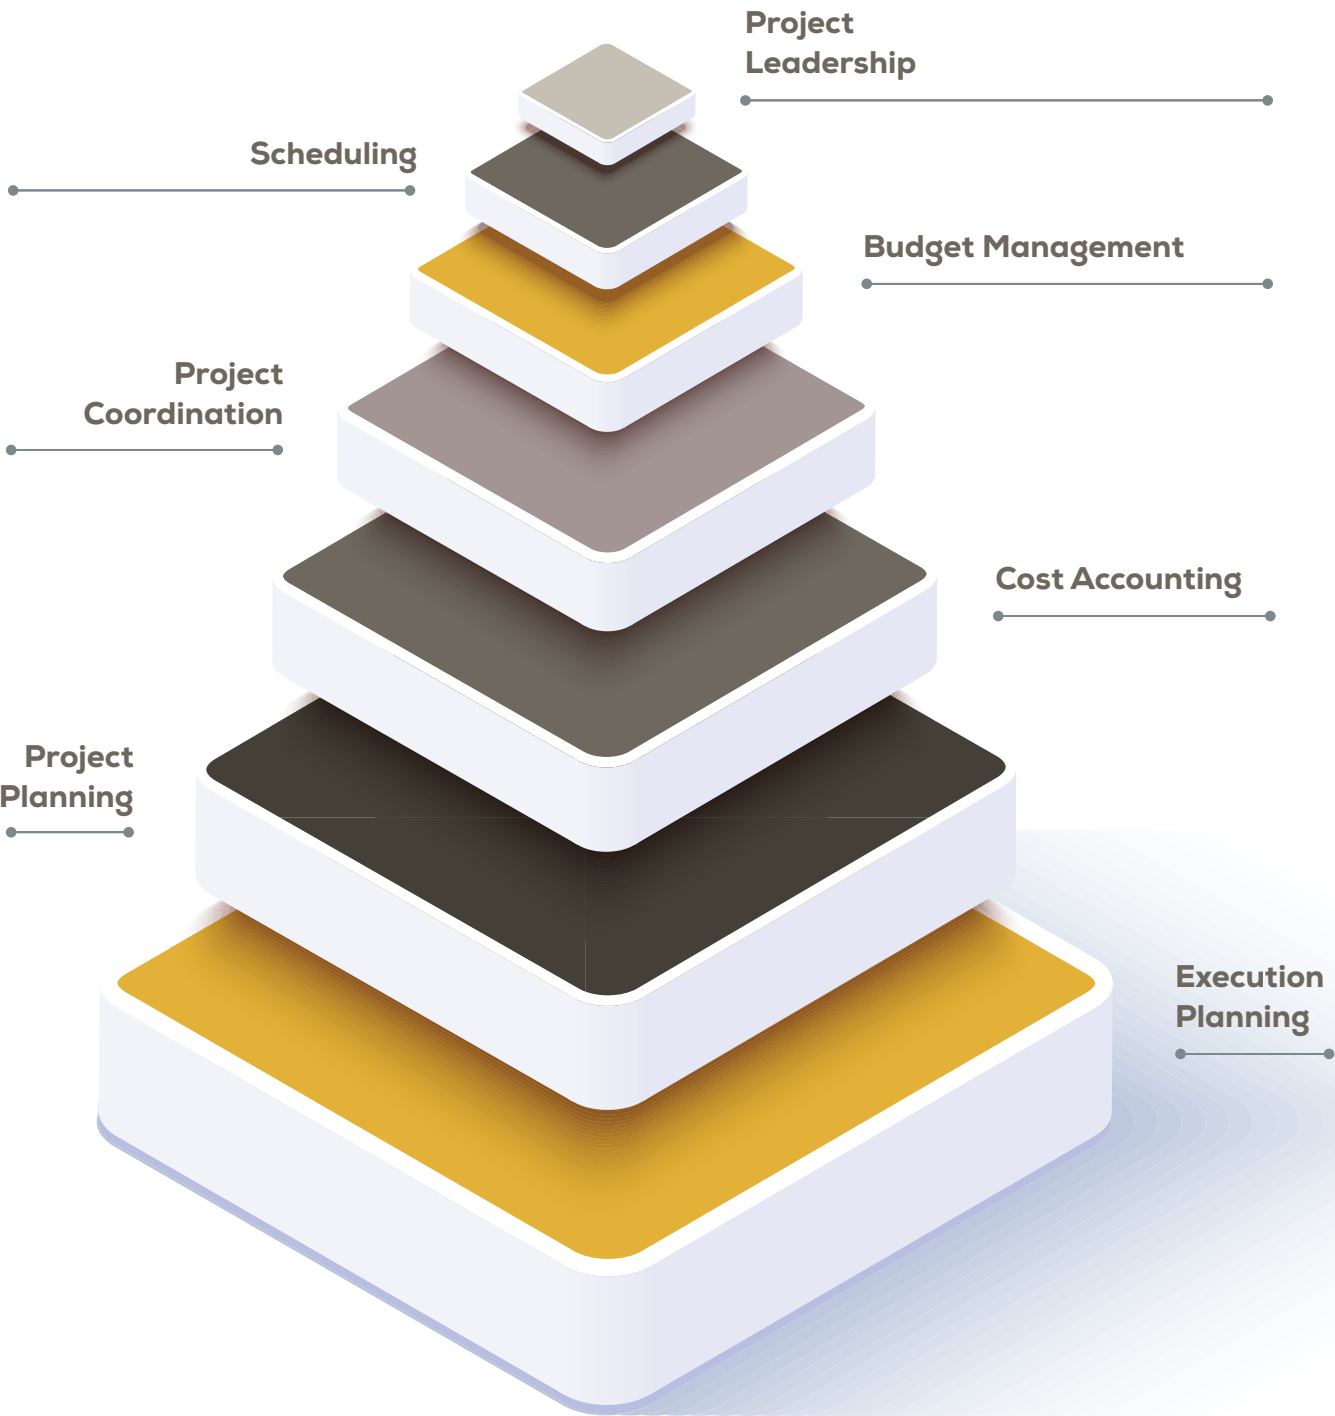 Project
Leadership
Scheduling
Budget Management
Project
Coordination
Cost Accounting
Project
Planning
Execution
Planning